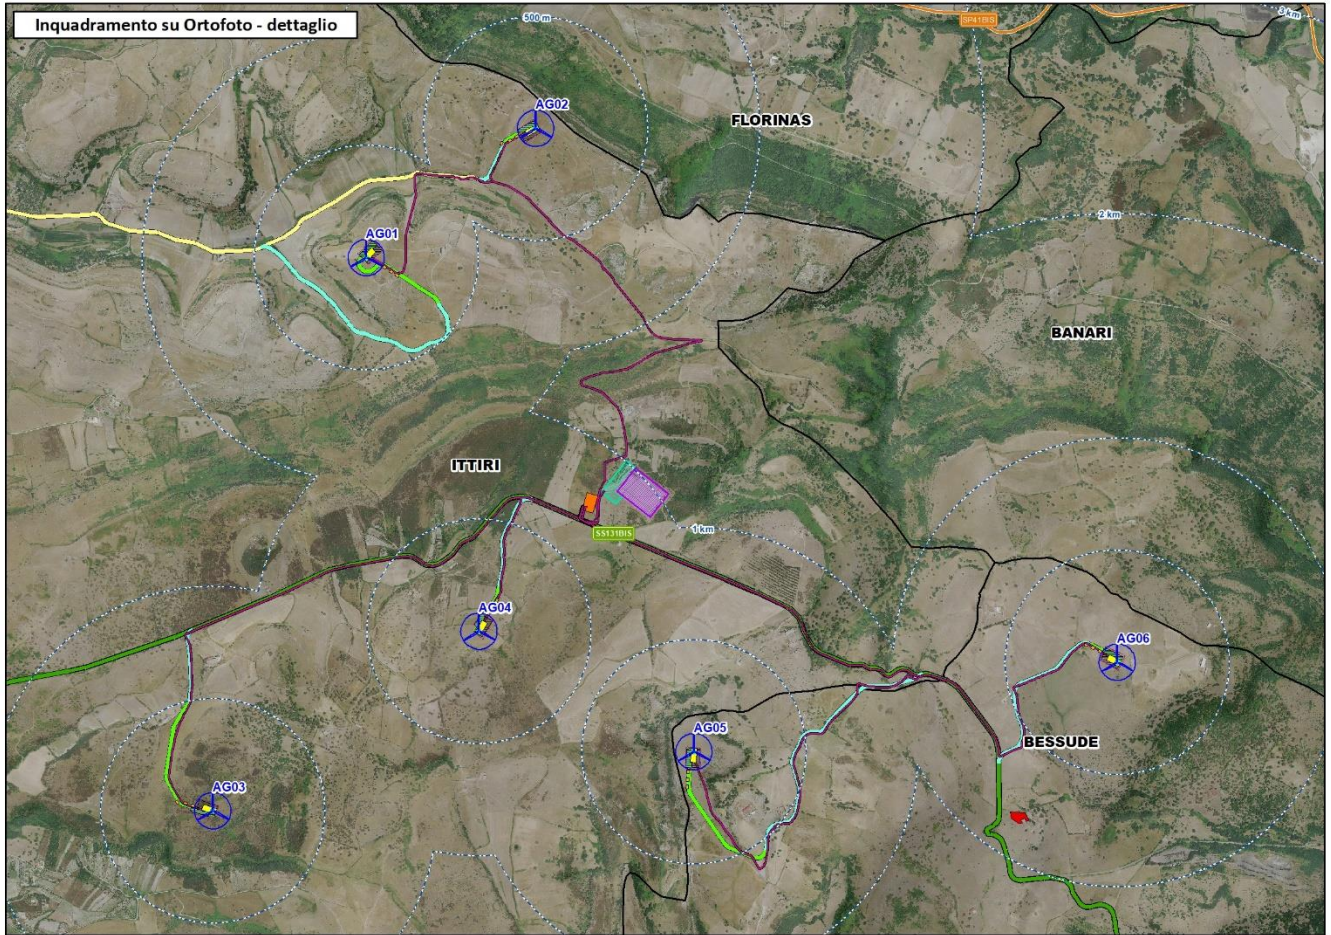 Inquadramento su Ortofoto - dettaglio
500 m
SP41BIS
3 km
AG02
FLORINAS
2 km
AG01
BANARI
ITTIRI
1 km
SS131BIS
AG04
AG06
AG05
BESSUDE
AG03